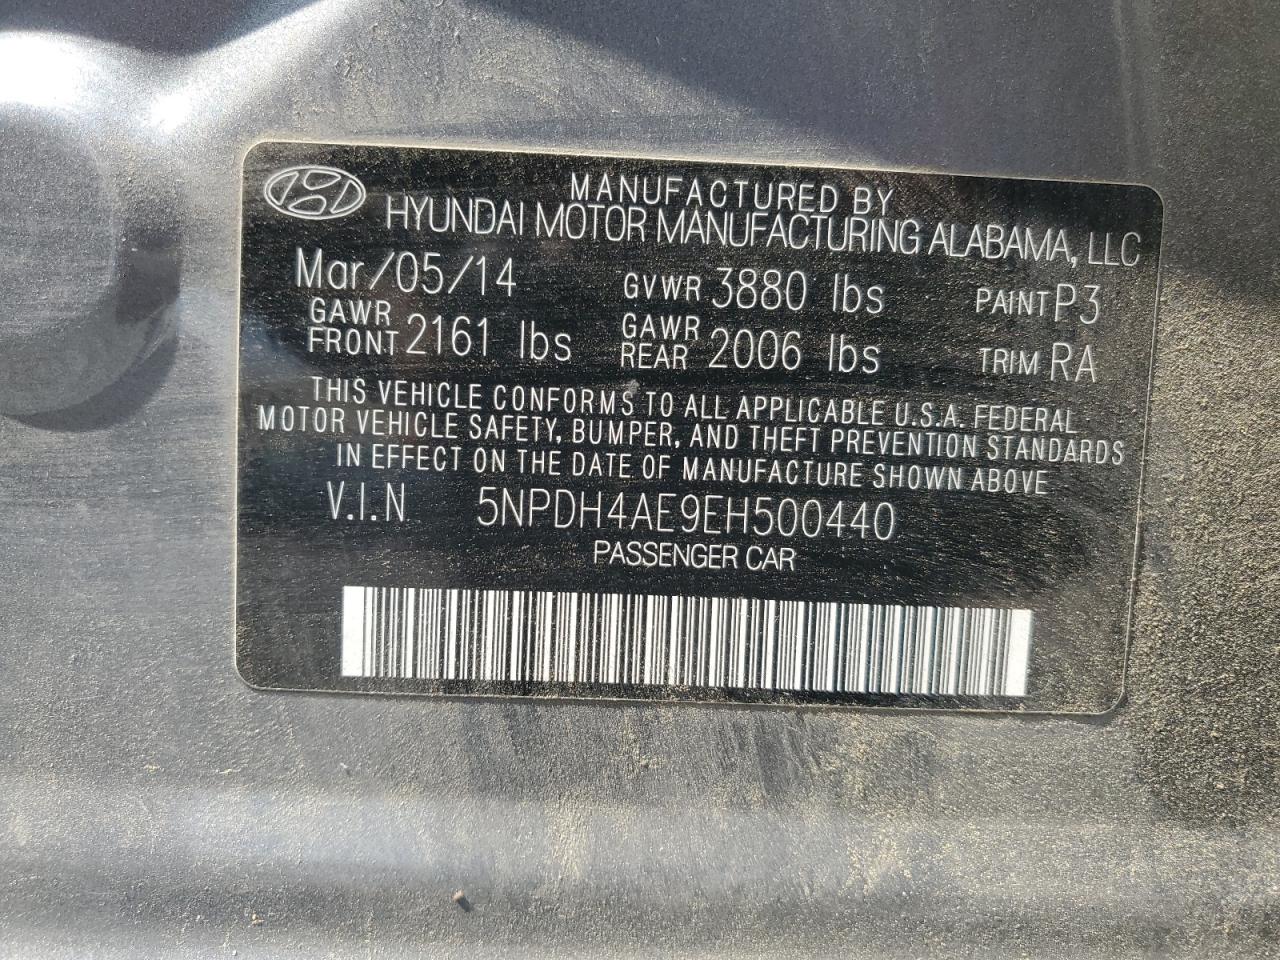 MANUFACTURED BY
HYUNDAI MOTOR MANUFACTURING ALABAMA, LLC
Mar/05/14 GVWR 3880 lbs PAINT P3
GAWR FRONT 2161 lbs GAWR REAR 2006 lbs TRIM RA
THIS VEHICLE CONFORMS TO ALL APPLICABLE U.S.A. FEDERAL
MOTOR VEHICLE SAFETY, BUMPER, AND THEFT PREVENTION STANDARDS
IN EFFECT ON THE DATE OF MANUFACTURE SHOWN ABOVE
V.I.N 5NPDH4AE9EH500440
PASSENGER CAR